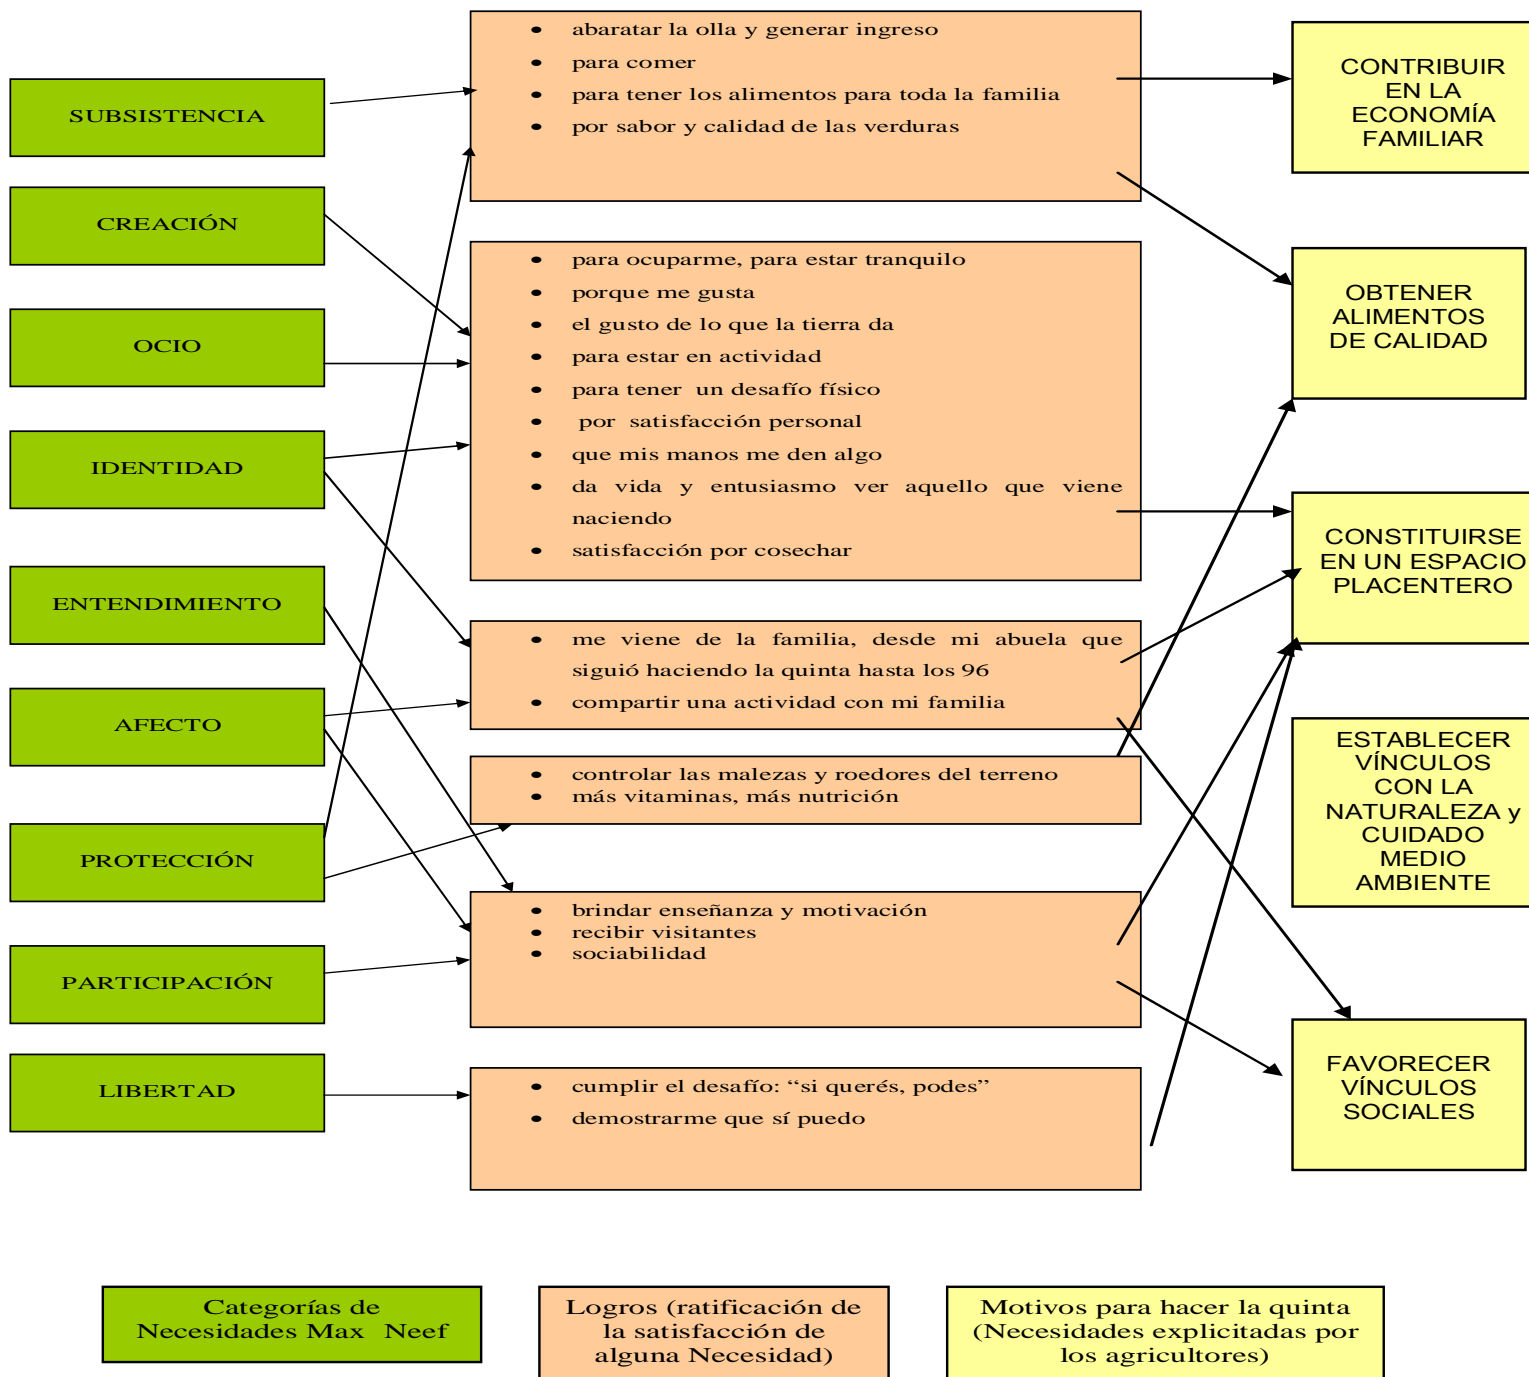 SUBSISTENCIA
CREACIÓN
OCIO
IDENTIDAD
ENTENDIMIENTO
AFECTO
PROTECCIÓN
PARTICIPACIÓN
LIBERTAD
• abaratar la olla y generar ingreso
• para comer
• para tener los alimentos para toda la familia
• por sabor y calidad de las verduras
• para ocuparme, para estar tranquilo
• porque me gusta
• el gusto de lo que la tierra da
• para estar en actividad
• para tener un desafío físico
• por satisfacción personal
• que mis manos me den algo
• da vida y entusiasmo ver aquello que viene
naciendo
• satisfacción por cosechar
• me viene de la familia, desde mi abuela que
siguió haciendo la quinta hasta los 96
• compartir una actividad con mi familia
• controlar las malezas y roedores del terreno
• más vitaminas, más nutrición
• brindar enseñanza y motivación
• recibir visitantes
• sociabilidad
• cumplir el desafío: “si querés, podes”
• demostrarme que sí puedo
CONTRIBUIR
EN LA
ECONOMÍA
FAMILIAR
OBTENER
ALIMENTOS
DE CALIDAD
CONSTITUIRSE
EN UN ESPACIO
PLACENTERO
ESTABLECER
VÍNCULOS
CON LA
NATURALEZA y
CUIDADO
MEDIO
AMBIENTE
FAVORECER
VÍNCULOS
SOCIALES
Categorías de
Necesidades Max Neef
Logros (ratificación de
la satisfacción de
alguna Necesidad)
Motivos para hacer la quinta
(Necesidades explicitadas por
los agricultores)